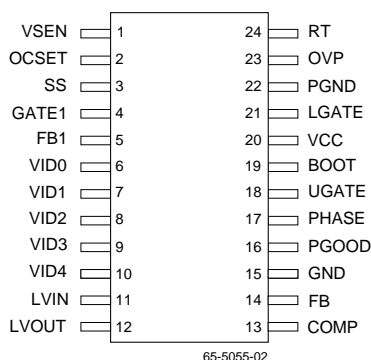 VSEN 1 24 RT
OCSET 2 23 OVP
SS 3 22 PGND
GATE1 4 21 LGATE
FB1 5 20 VCC
VID0 6 19 BOOT
VID1 7 18 UGATE
VID2 8 17 PHASE
VID3 9 16 PGOOD
VID4 10 15 GND
LVIN 11 14 FB
LVOUT 12 13 COMP
65-5055-02